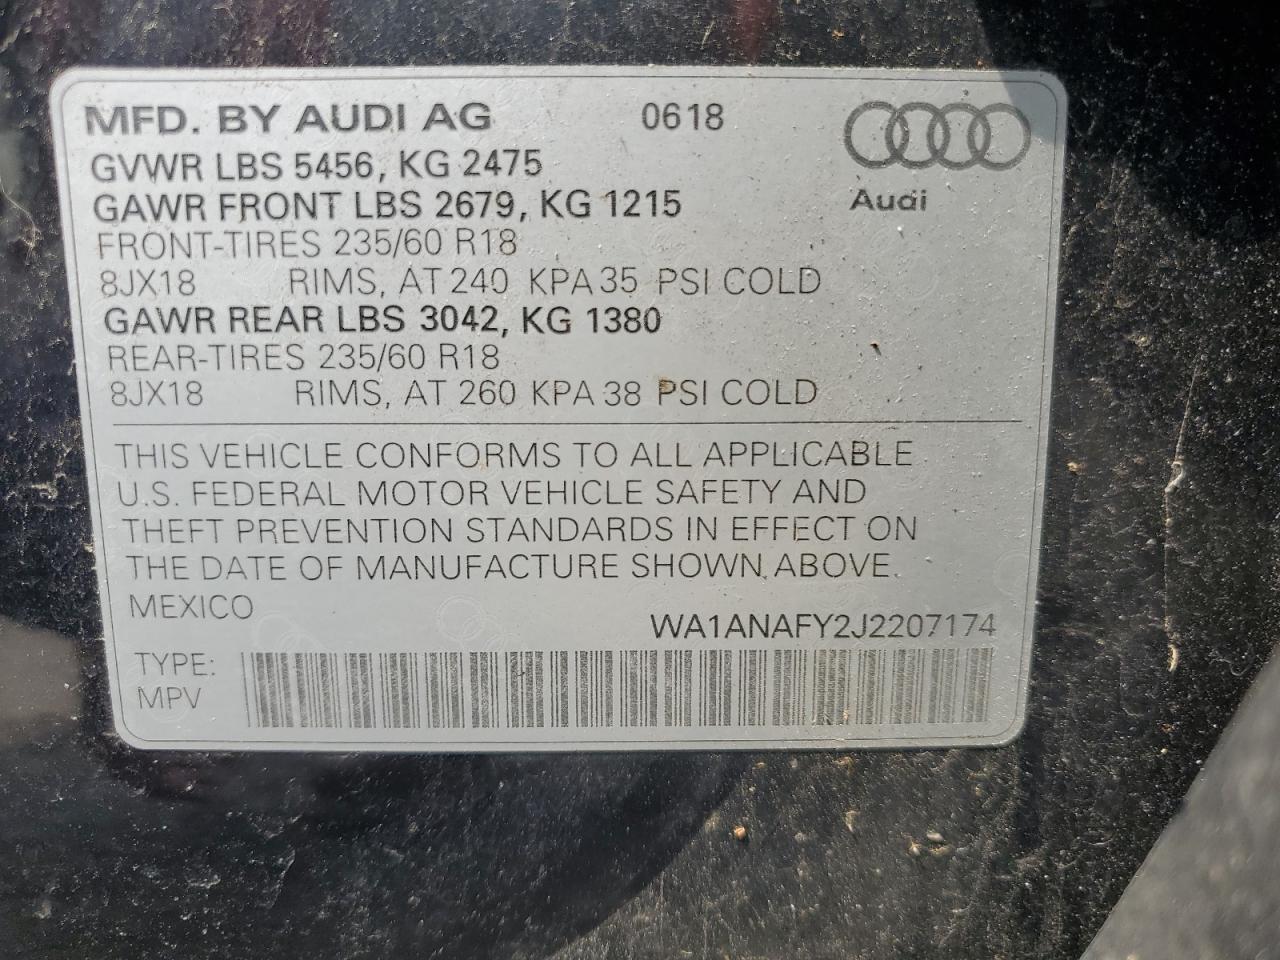 MFD. BY AUDI AG 0618
GVWR LBS 5456, KG 2475
GAWR FRONT LBS 2679, KG 1215
Audi
FRONT-TIRES 235/60 R18
8JX18 RIMS, AT 240 KPA 35 PSI COLD
GAWR REAR LBS 3042, KG 1380
REAR-TIRES 235/60 R18
8JX18 RIMS, AT 260 KPA 38 PSI COLD
THIS VEHICLE CONFORMS TO ALL APPLICABLE
U.S. FEDERAL MOTOR VEHICLE SAFETY AND
THEFT PREVENTION STANDARDS IN EFFECT ON
THE DATE OF MANUFACTURE SHOWN ABOVE.
MEXICO
WA1ANAFY2J2207174
TYPE:
MPV